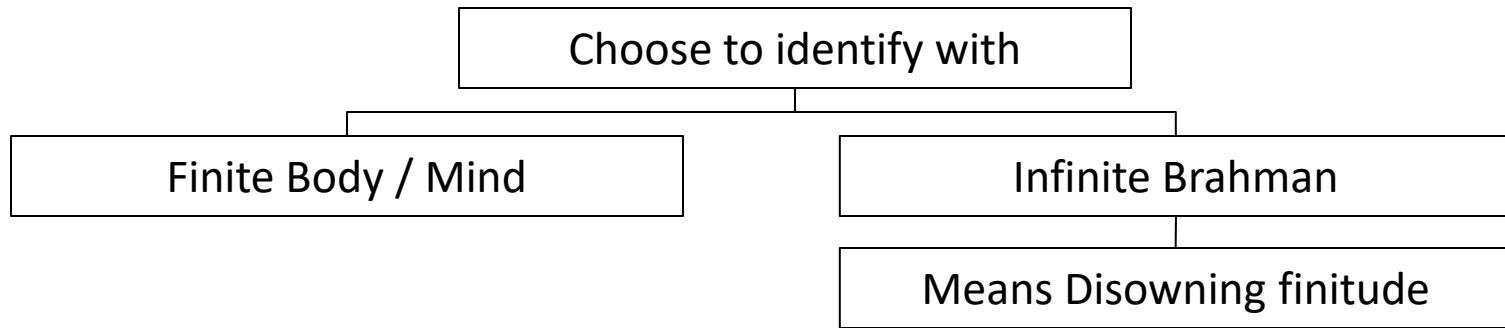 Choose to identify with
Finite Body / Mind
Infinite Brahman
Means Disowning finitude